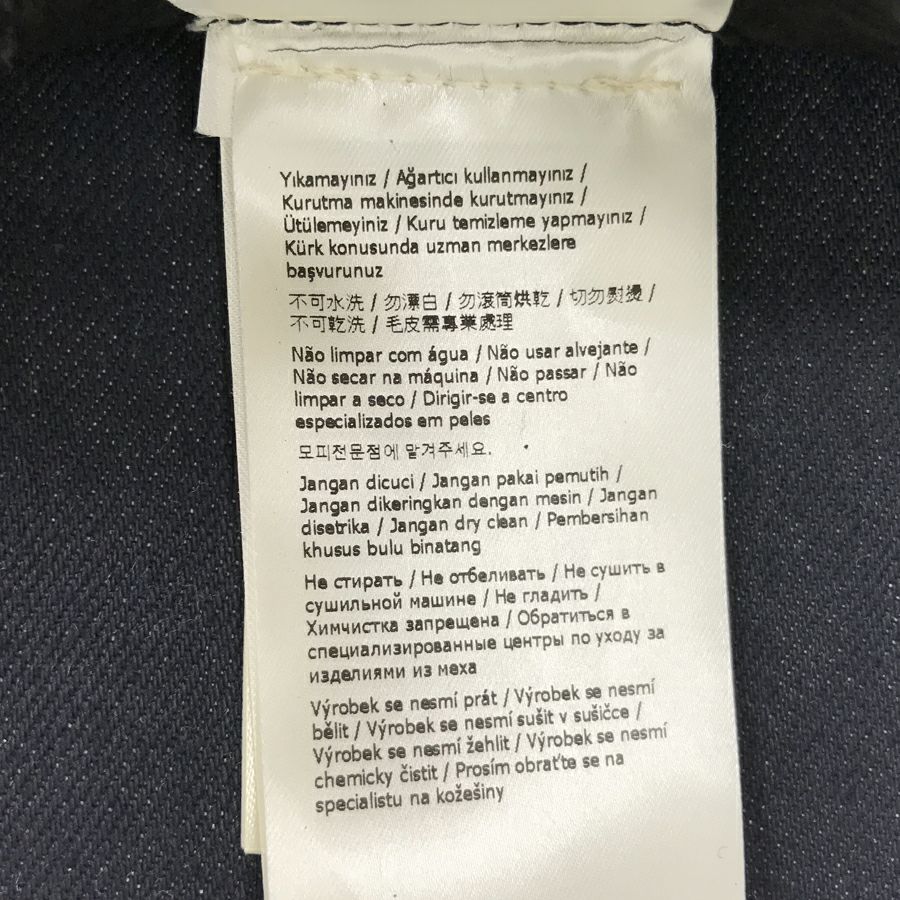 Yıkamayınız / Ağartıcı kullanmayınız /
Kurutma makinesinde kurutmayınız /
Ütülemeyiniz / Kuru temizleme yapmayınız /
Kürk konusunda uzman merkezlere
başvurunuz
不可水洗 / 勿漂白 / 勿滾筒烘乾 / 切勿熨燙 /
不可乾洗 / 毛皮需專業處理
Não limpar com água / Não usar alvejante /
Não secar na máquina / Não passar / Não
limpar a seco / Dirigir-se a centro
especializados em peles
모피전문점에 맡겨주세요.
Jangan dicuci / Jangan pakai pemutih /
Jangan dikeringkan dengan mesin / Jangan
disetrika / Jangan dry clean / Pembersihan
khusus bulu binatang
Не стирать / Не отбеливать / Не сушить в
сушильной машине / Не гладить /
Химчистка запрещена / Обратиться в
специализированные центры по уходу за
изделиями из меха
Výrobek se nesmí prát / Výrobek se nesmí
bělit / Výrobek se nesmí sušit v sušičce /
Výrobek se nesmí žehlit / Výrobek se nesmí
chemicky čistit / Prosím obraťte se na
specialistu na kožešiny